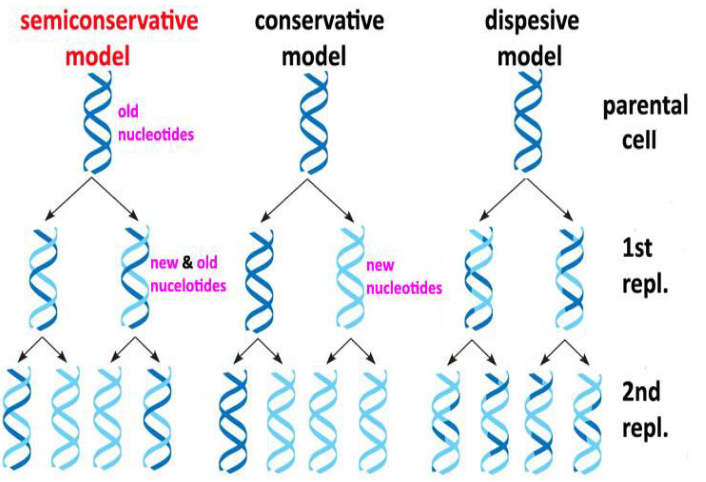 semiconservative
model
conservative
model
dispesive
model
old
nucleotides
parental
cell
new & old
nucelotides
new
nucleotides
1st
repl.
2nd
repl.